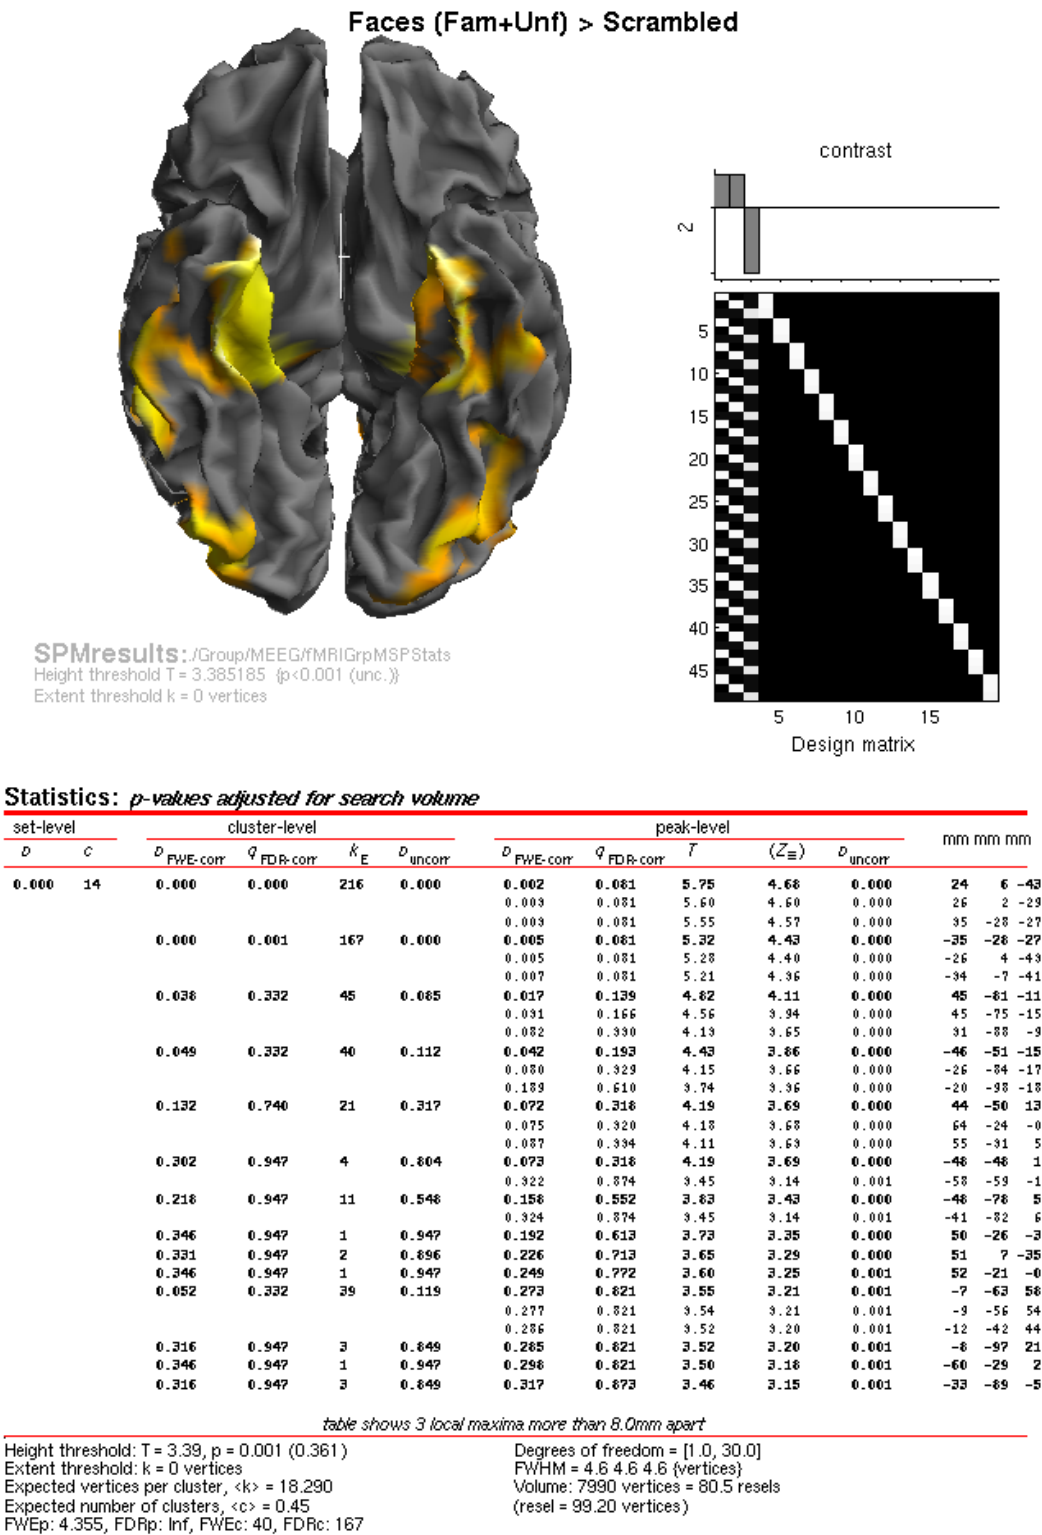 Faces (Fam+Unf) > Scrambled
contrast
2
5
10
15
20
25
30
35
40
45
5 10 15
Design matrix
SPMresults: ./Group/MEEG/fMRIGrpMSPStats
Height threshold T = 3.385185 {p<0.001 (unc.)}
Extent threshold k = 0 vertices
Statistics: p-values adjusted for search volume
set-level cluster-level peak-level mm mm mm
p c p FWE-corr q FDR-corr k E p uncorr p FWE-corr q FDR-corr T (Z≡) p uncorr
0.000 14 0.000 0.000 216 0.000 0.002 0.081 5.75 4.68 0.000 24 6 -43
0.003 0.081 5.60 4.60 0.000 26 2 -29
0.003 0.081 5.55 4.57 0.000 35 -28 -27
0.000 0.001 167 0.000 0.005 0.081 5.32 4.43 0.000 -35 -28 -27
0.005 0.081 5.28 4.40 0.000 -26 4 -43
0.007 0.081 5.21 4.36 0.000 -34 -7 -41
0.038 0.332 45 0.085 0.017 0.139 4.82 4.11 0.000 45 -81 -11
0.031 0.166 4.56 3.94 0.000 45 -75 -15
0.082 0.330 4.13 3.65 0.000 31 -88 -9
0.049 0.332 40 0.112 0.042 0.193 4.43 3.86 0.000 -46 -51 -15
0.080 0.329 4.15 3.66 0.000 -26 -84 -17
0.189 0.610 3.74 3.36 0.000 -20 -98 -18
0.132 0.740 21 0.317 0.072 0.318 4.19 3.69 0.000 44 -50 13
0.075 0.320 4.18 3.68 0.000 64 -24 -0
0.087 0.334 4.11 3.63 0.000 55 -31 5
0.302 0.947 4 0.804 0.073 0.318 4.19 3.69 0.000 -48 -48 1
0.322 0.874 3.45 3.14 0.001 -58 -59 -1
0.218 0.947 11 0.548 0.158 0.552 3.83 3.43 0.000 -48 -78 5
0.324 0.874 3.45 3.14 0.001 -41 -82 6
0.346 0.947 1 0.947 0.192 0.613 3.73 3.35 0.000 50 -26 -3
0.331 0.947 2 0.896 0.226 0.713 3.65 3.29 0.000 51 7 -35
0.346 0.947 1 0.947 0.249 0.772 3.60 3.25 0.001 52 -21 -0
0.052 0.332 39 0.119 0.273 0.821 3.55 3.21 0.001 -7 -63 58
0.277 0.821 3.54 3.21 0.001 -9 -56 54
0.286 0.821 3.52 3.20 0.001 -12 -42 44
0.316 0.947 3 0.849 0.285 0.821 3.52 3.20 0.001 -8 -97 21
0.346 0.947 1 0.947 0.298 0.821 3.50 3.18 0.001 -60 -29 2
0.316 0.947 3 0.849 0.317 0.873 3.46 3.15 0.001 -33 -89 -5
table shows 3 local maxima more than 8.0mm apart
Height threshold: T = 3.39, p = 0.001 (0.361)
Extent threshold: k = 0 vertices
Expected vertices per cluster, <k> = 18.290
Expected number of clusters, <c> = 0.45
FWEp: 4.355, FDRp: Inf, FWEc: 40, FDRc: 167
Degrees of freedom = [1.0, 30.0]
FWHM = 4.6 4.6 4.6 {vertices}
Volume: 7990 vertices = 80.5 resels
(resel = 99.20 vertices)